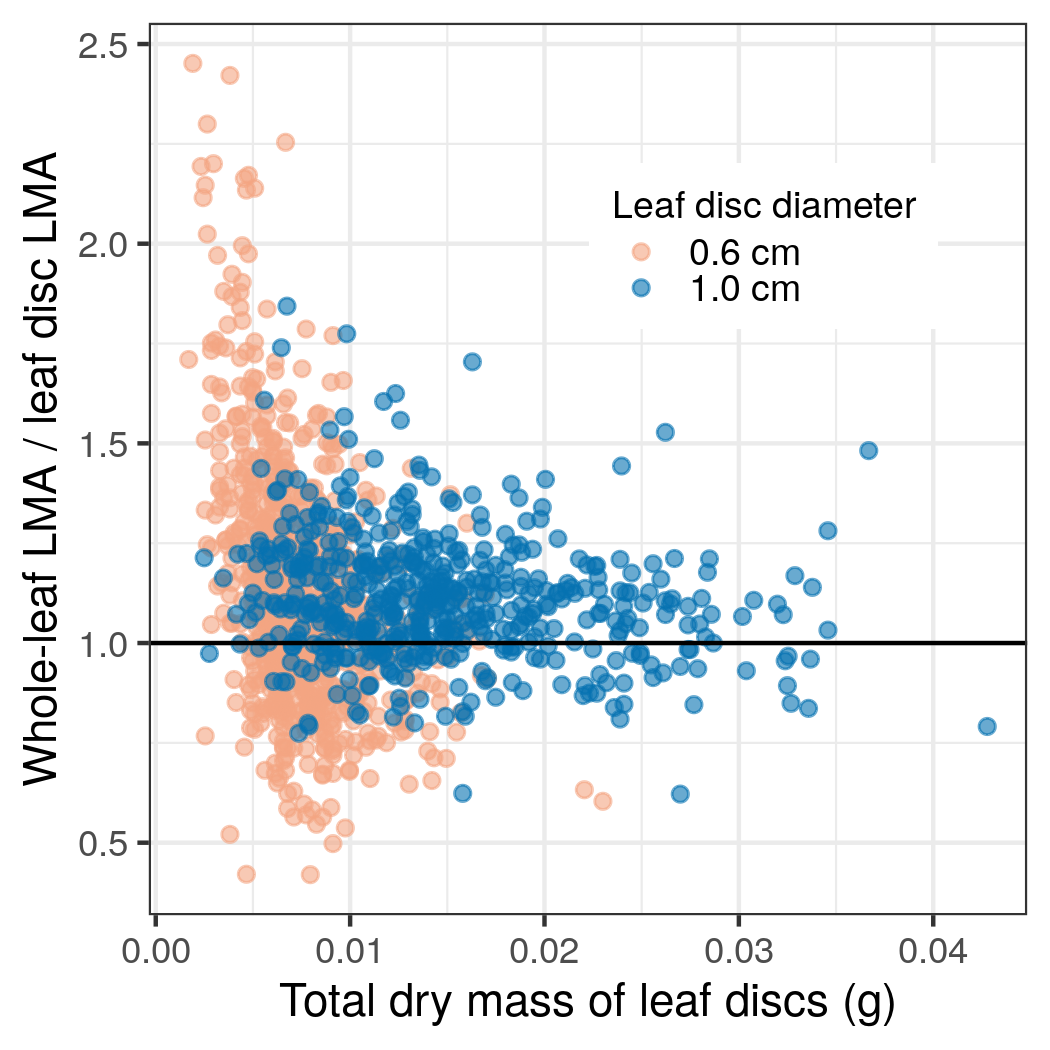 Whole-leaf LMA / leaf disc LMA
2.5
2.0
1.5
1.0
0.5
Leaf disc diameter
0.6 cm
1.0 cm
0.00 0.01 0.02 0.03 0.04
Total dry mass of leaf discs (g)